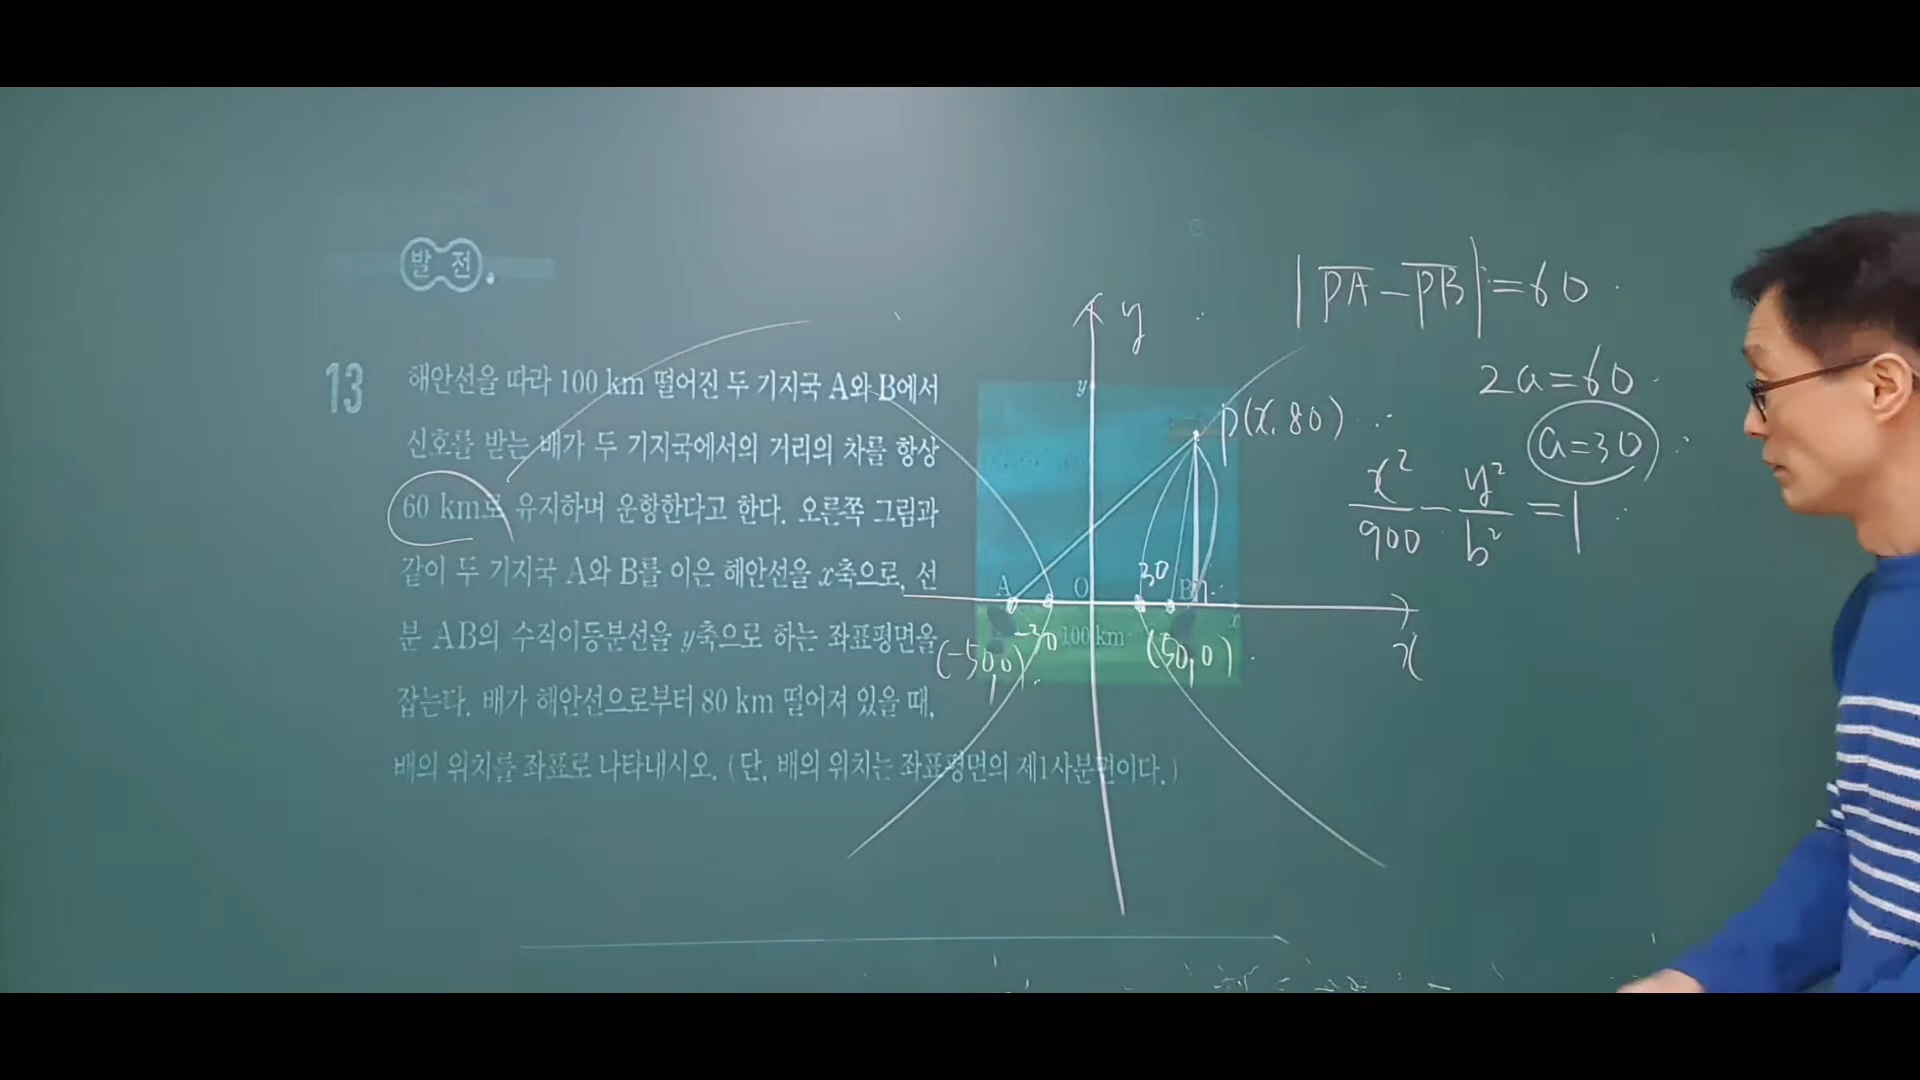 발 전
13
해안선을 따라 100 km 떨어진 두 기지국 A와 B에서
신호를 받는 배가 두 기지국에서의 거리의 차를 항상
60 km로 유지하며 운항한다고 한다. 오른쪽 그림과
같이 두 기지국 A와 B를 이은 해안선을 x축으로, 선
분 AB의 수직이등분선을 y축으로 하는 좌표평면을
잡는다. 배가 해안선으로부터 80 km 떨어져 있을 때,
배의 위치를 좌표로 나타내시오. (단, 배의 위치는 좌표평면의 제1사분면이다.)
y
y
P(x, 80)
A O 30 B
x
(-50,0) -30 100 km (50,0)
x
|PA-PB|=60
2a=60
a=30
x²/900 - y²/b² = 1